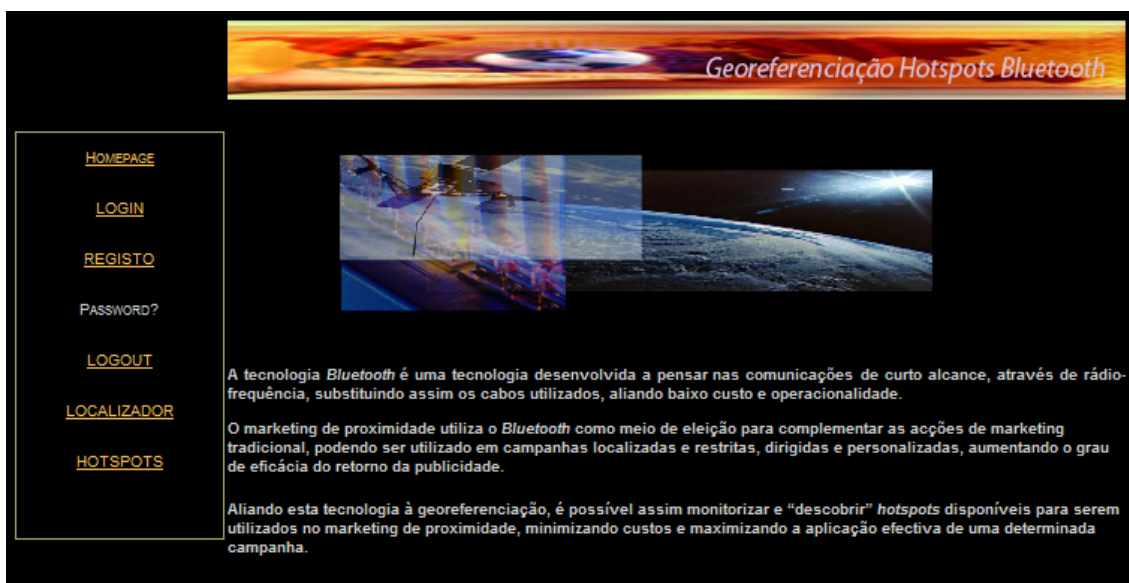 Georeferenciação Hotspots Bluetooth
HOMEPAGE
LOGIN
REGISTO
PASSWORD?
LOGOUT
LOCALIZADOR
HOTSPOTS
A tecnologia Bluetooth é uma tecnologia desenvolvida a pensar nas comunicações de curto alcance, através de rádio-
frequência, substituindo assim os cabos utilizados, aliando baixo custo e operacionalidade.
O marketing de proximidade utiliza o Bluetooth como meio de eleição para complementar as acções de marketing
tradicional, podendo ser utilizado em campanhas localizadas e restritas, dirigidas e personalizadas, aumentando o grau
de eficácia do retorno da publicidade.
Aliando esta tecnologia à georeferenciação, é possível assim monitorizar e “descobrir” hotspots disponíveis para serem
utilizados no marketing de proximidade, minimizando custos e maximizando a aplicação efectiva de uma determinada
campanha.